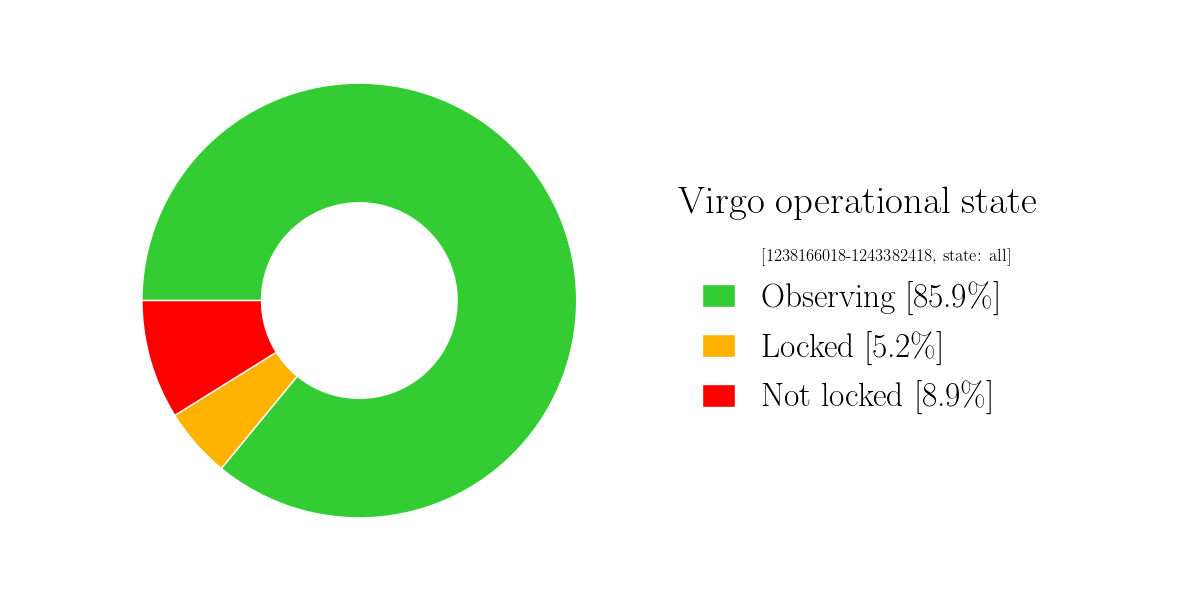 Virgo operational state
[1238166018-1243382418, state: all]
Observing [85.9%]
Locked [5.2%]
Not locked [8.9%]